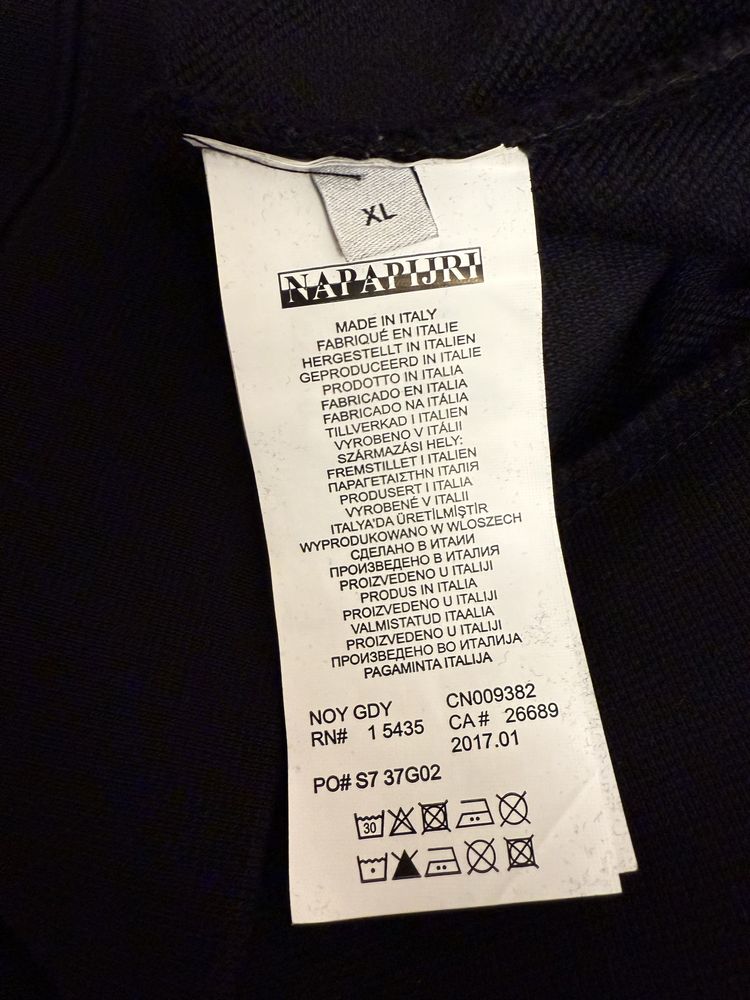 XL
NAPAPIJRI
MADE IN ITALY
FABRIQUÉ EN ITALIE
HERGESTELLT IN ITALIEN
GEPRODUCEERD IN ITALIE
PRODOTTO IN ITALIA
FABRICADO EN ITALIA
FABRICADO NA ITÁLIA
TILLVERKAD I ITALIEN
VYROBENO V ITÁLII
SZÁRMAZÁSI HELY:
FREMSTILLET I ITALIEN
ΠΑΡΑΓΕΤΑΙΣΤΗΝ ΙΤΑΛΙΑ
PRODUSERT I ITALIA
VYROBENÉ V ITALII
ITALYA'DA ÜRETİLMİŞTİR
WYPRODUKOWANO W WLOSZECH
СДЕЛАНО В ИТАИИ
ПРОИЗВЕДЕНО В ИТАЛИЯ
PROIZVEDENO U ITALIJI
PRODUS IN ITALIA
PROIZVEDENO U ITALIJI
VALMISTATUD ITAALIA
PROIZVEDENO U ITALIJI
ПРОИЗВЕДЕНО ВО ИТАЛИЈА
PAGAMINTA ITALIJA
NOY GDY CN009382
RN# 1 5435 CA # 26689
2017.01
PO# S7 37G02
30